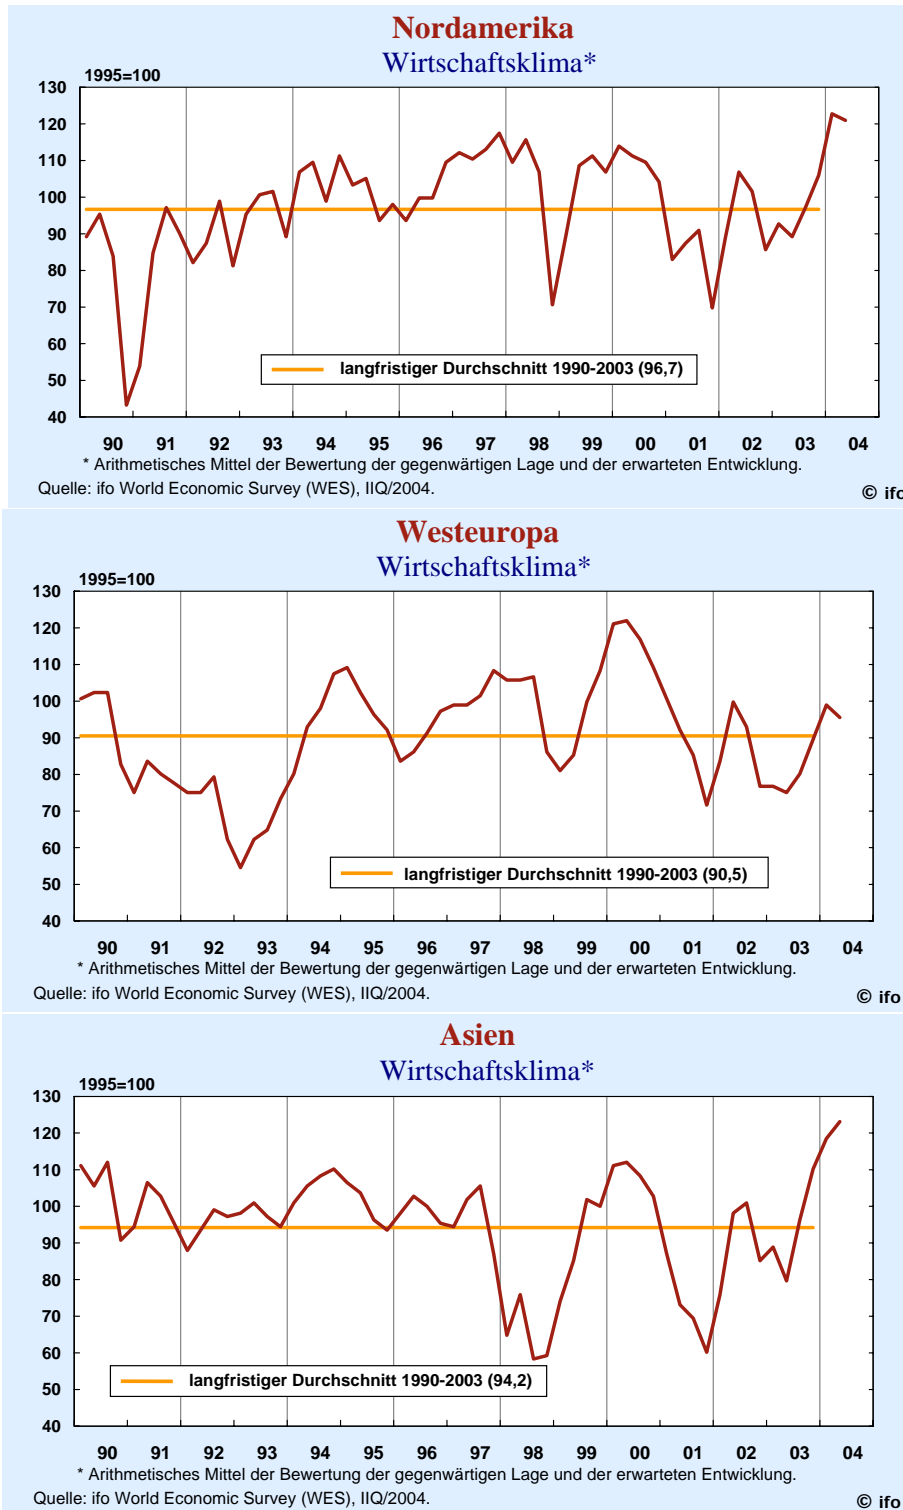 Nordamerika
Wirtschaftsklima*
1995=100
130
120
110
100
90
80
70
60
50
40
langfristiger Durchschnitt 1990-2003 (96,7)
90 91 92 93 94 95 96 97 98 99 00 01 02 03 04
* Arithmetisches Mittel der Bewertung der gegenwärtigen Lage und der erwarteten Entwicklung.
Quelle: ifo World Economic Survey (WES), IIQ/2004.
© ifo
Westeuropa
Wirtschaftsklima*
1995=100
130
120
110
100
90
80
70
60
50
40
langfristiger Durchschnitt 1990-2003 (90,5)
90 91 92 93 94 95 96 97 98 99 00 01 02 03 04
* Arithmetisches Mittel der Bewertung der gegenwärtigen Lage und der erwarteten Entwicklung.
Quelle: ifo World Economic Survey (WES), IIQ/2004.
© ifo
Asien
Wirtschaftsklima*
1995=100
130
120
110
100
90
80
70
60
50
40
langfristiger Durchschnitt 1990-2003 (94,2)
90 91 92 93 94 95 96 97 98 99 00 01 02 03 04
* Arithmetisches Mittel der Bewertung der gegenwärtigen Lage und der erwarteten Entwicklung.
Quelle: ifo World Economic Survey (WES), IIQ/2004.
© ifo